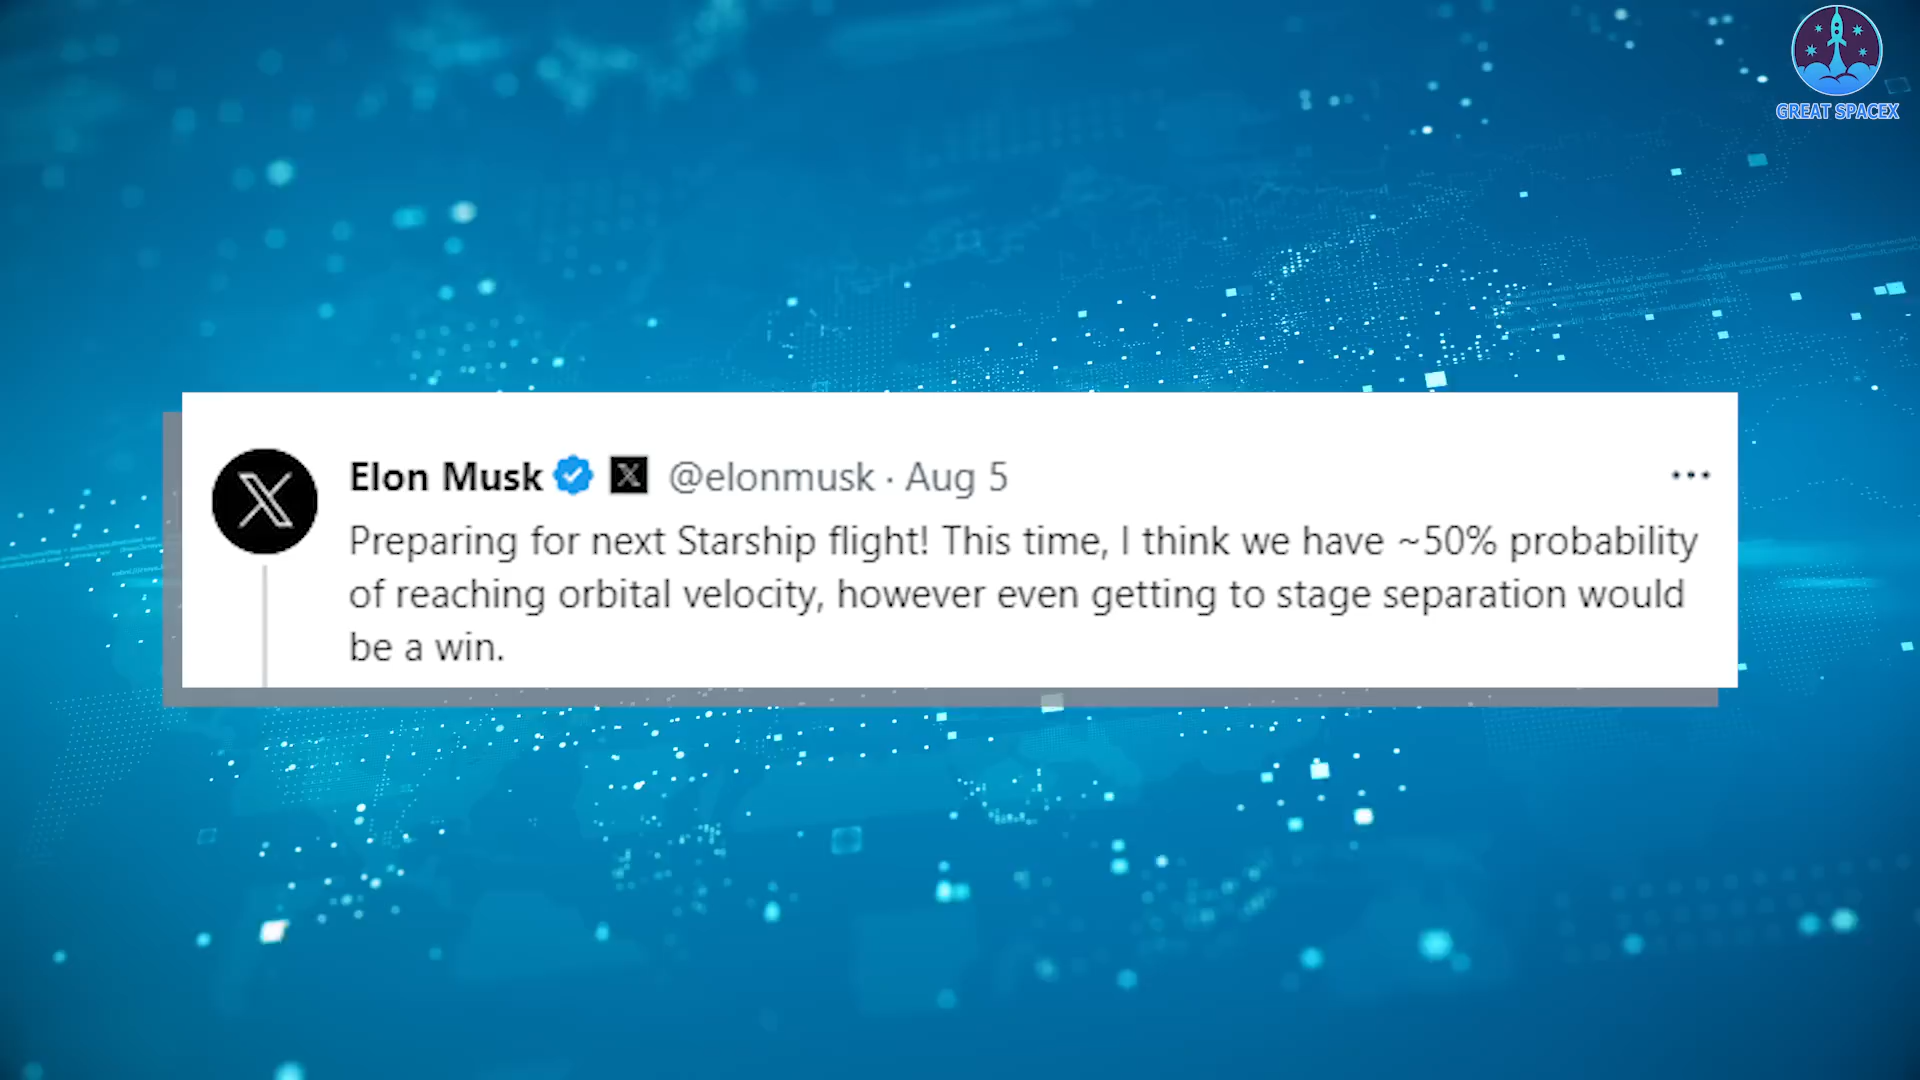 GREAT SPACEX
Elon Musk @elonmusk · Aug 5
Preparing for next Starship flight! This time, I think we have ~50% probability
of reaching orbital velocity, however even getting to stage separation would
be a win.